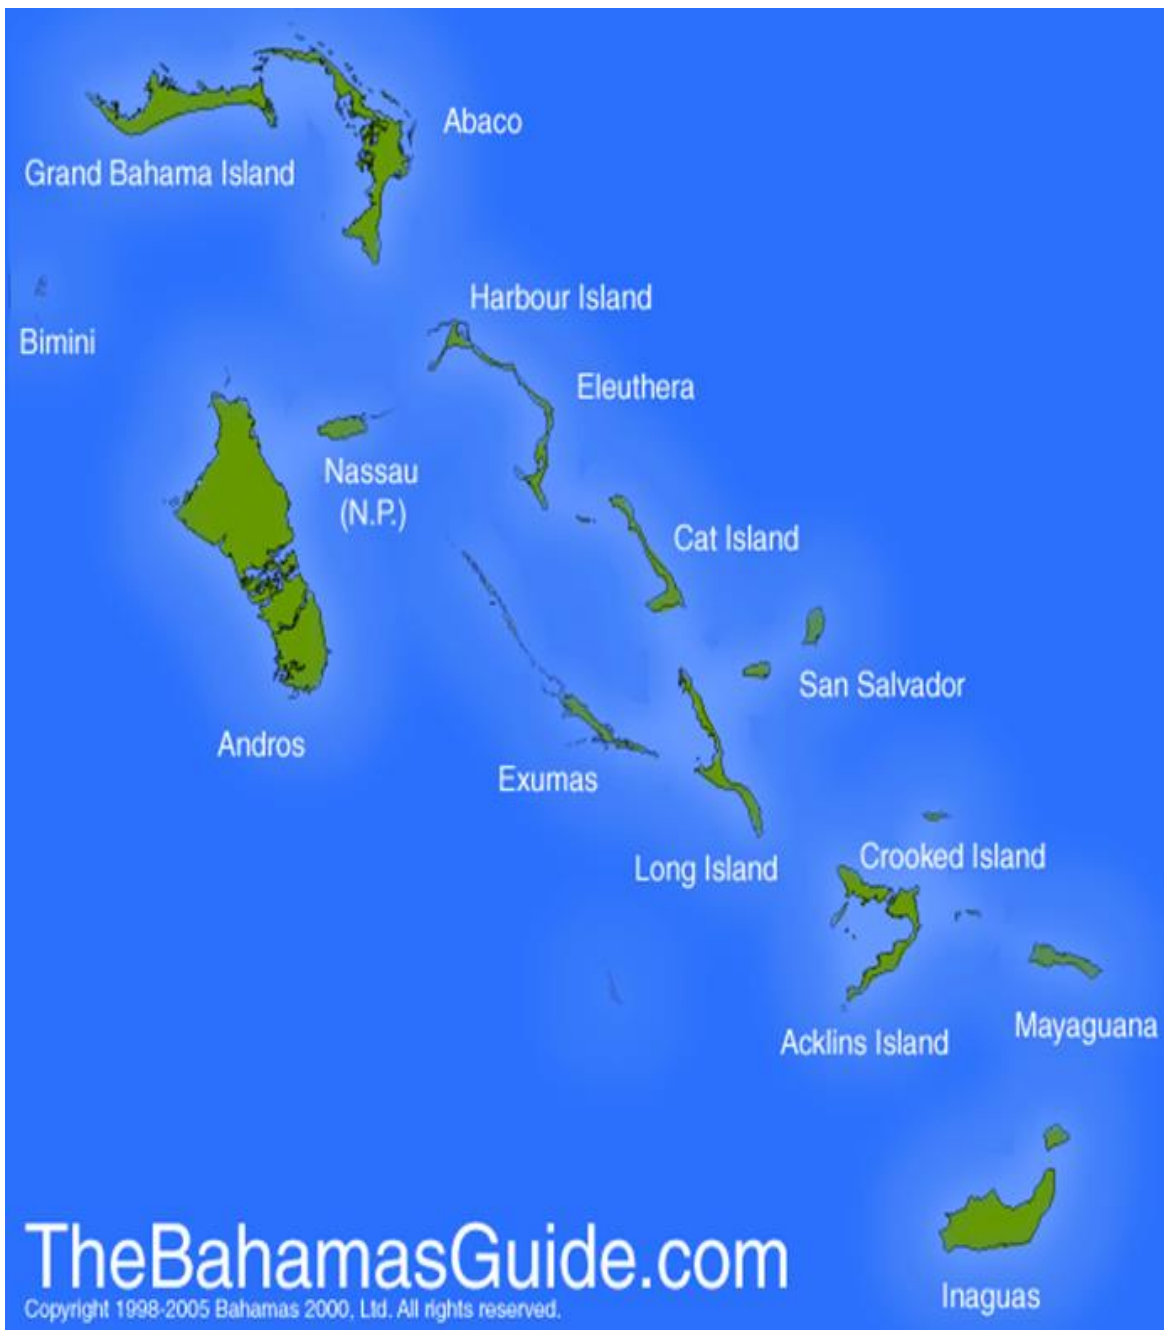 Abaco
Grand Bahama Island
Harbour Island
Bimini
Eleuthera
Nassau
(N.P.)
Cat Island
San Salvador
Andros
Exumas
Long Island
Crooked Island
Mayaguana
Acklins Island
TheBahamasGuide.com
Inaguas
Copyright 1998-2005 Bahamas 2000, Ltd. All rights reserved.